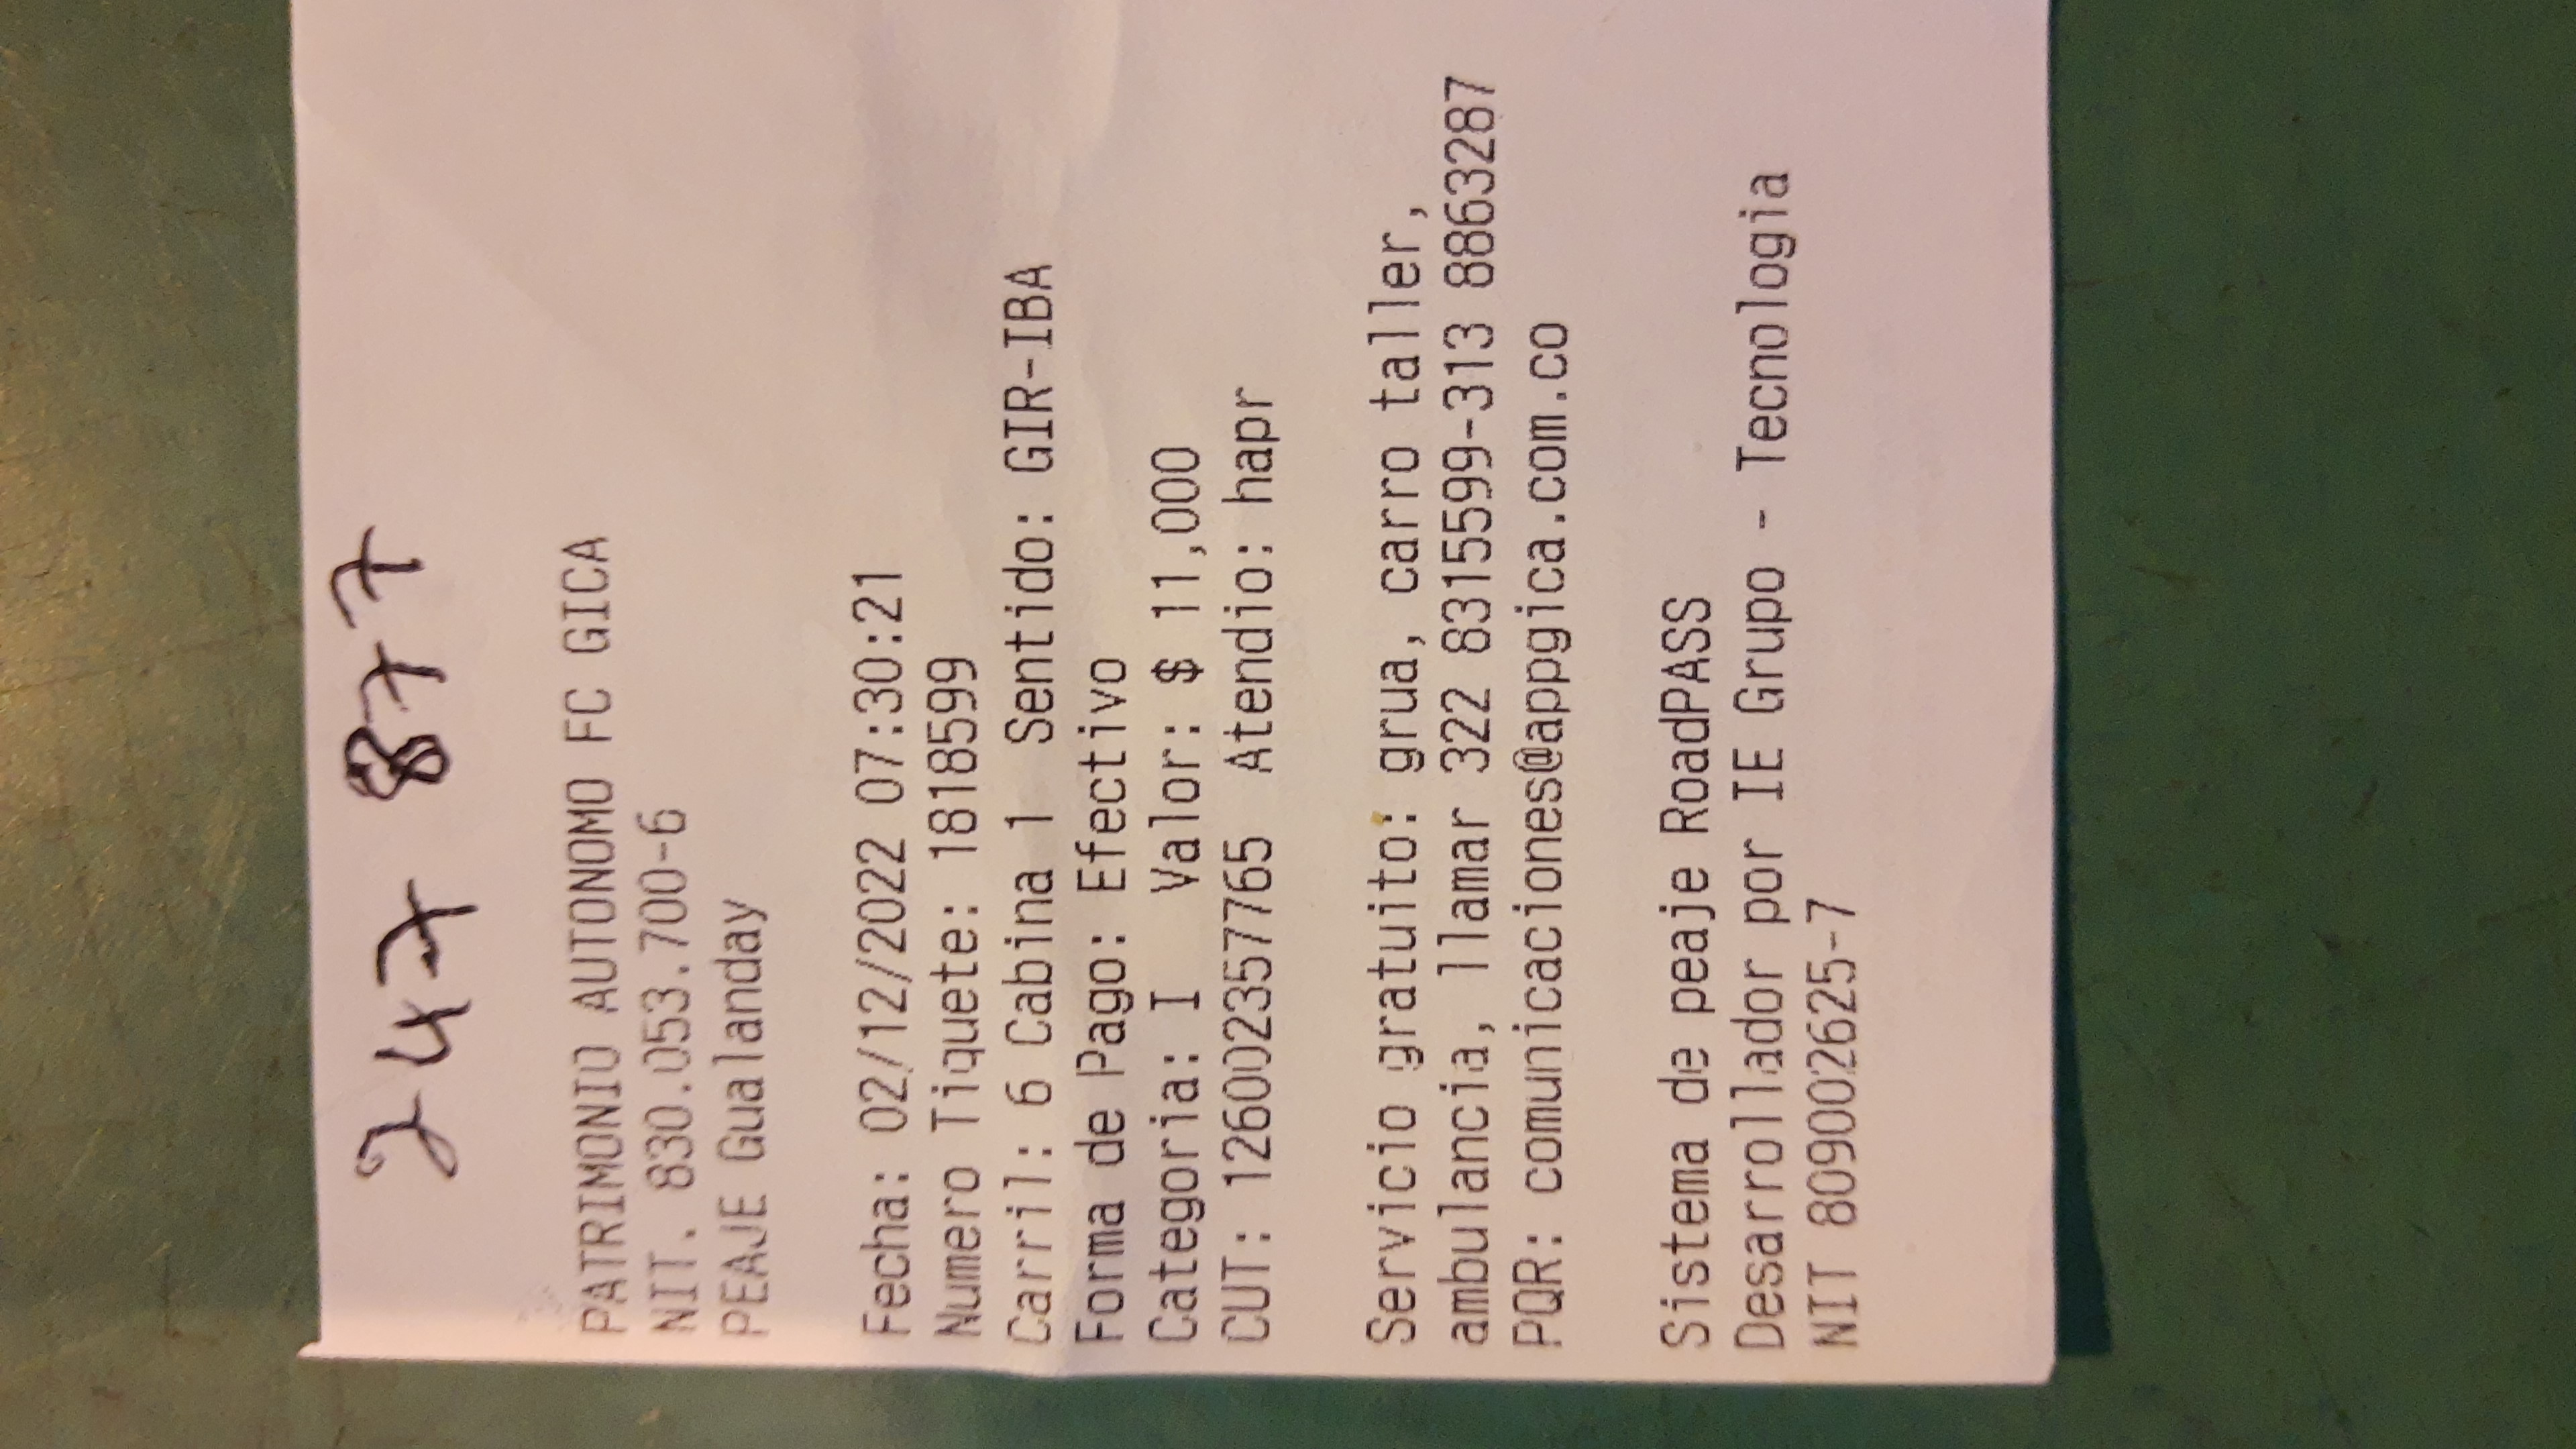 247 877
PATRIMONIO AUTONOMO FC GICA
NIT. 830.053.700-6
PEAJE Gualanday
Fecha: 02/12/2022 07:30:21
Numero Tiquete: 1818599
Carril: 6 Cabina 1 Sentido: GIR-IBA
Forma de Pago: Efectivo
Categoria: I Valor: $ 11,000
CUT: 126002357765 Atendio: hapr
Servicio gratuito: grua, carro taller,
ambulancia, llamar 322 8315599-313 8863287
PQR: comunicaciones@appgica.com.co
Sistema de peaje RoadPASS
Desarrollador por IE Grupo - Tecnologia
NIT 809002625-7